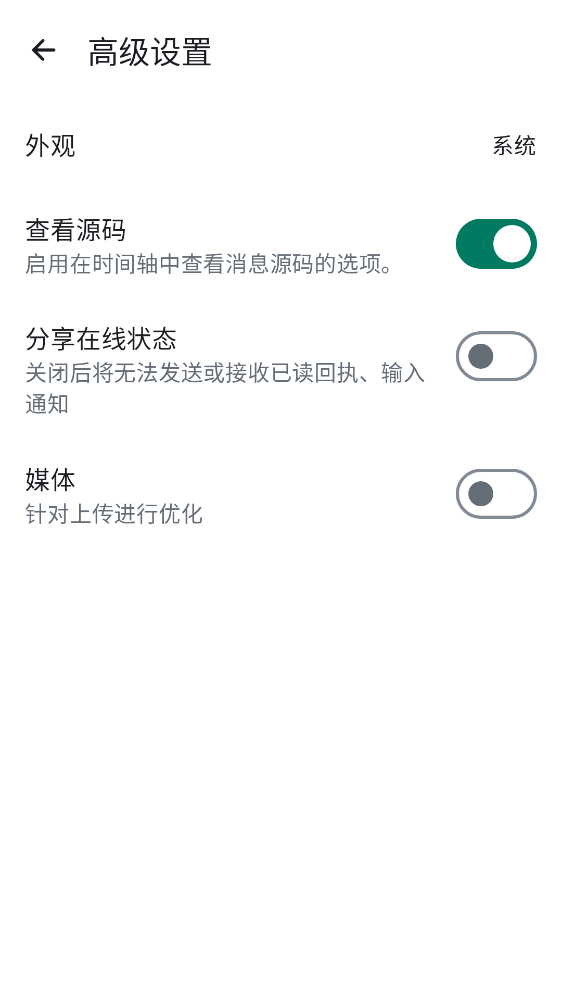 高级设置
外观
系统
查看源码
启用在时间轴中查看消息源码的选项。
分享在线状态
关闭后将无法发送或接收已读回执、输入
通知
媒体
针对上传进行优化